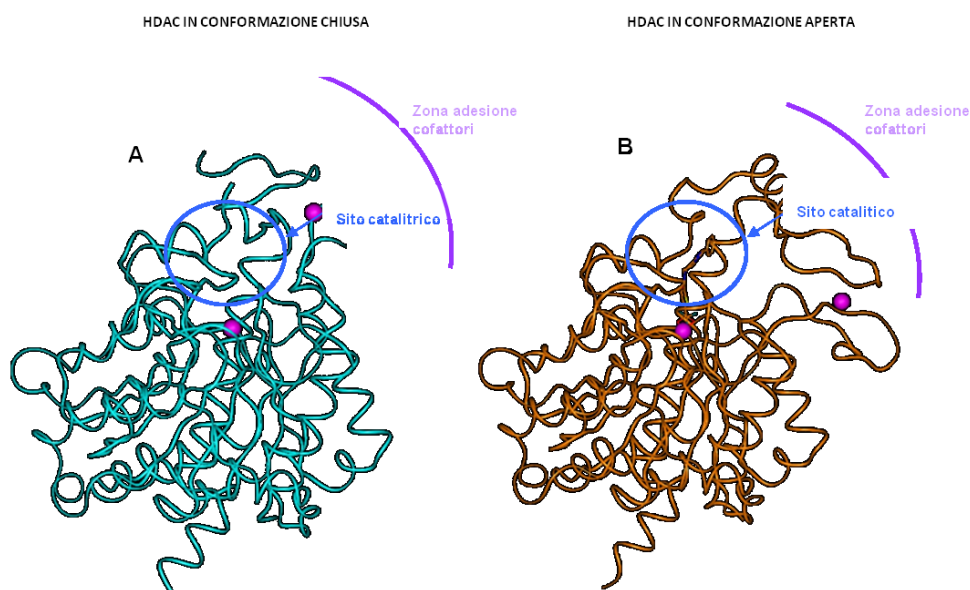 HDAC IN CONFORMAZIONE CHIUSA
HDAC IN CONFORMAZIONE APERTA
Zona adesione
cofattori
A
Sito catalitrico
Zona adesione
cofattori
B
Sito catalitico